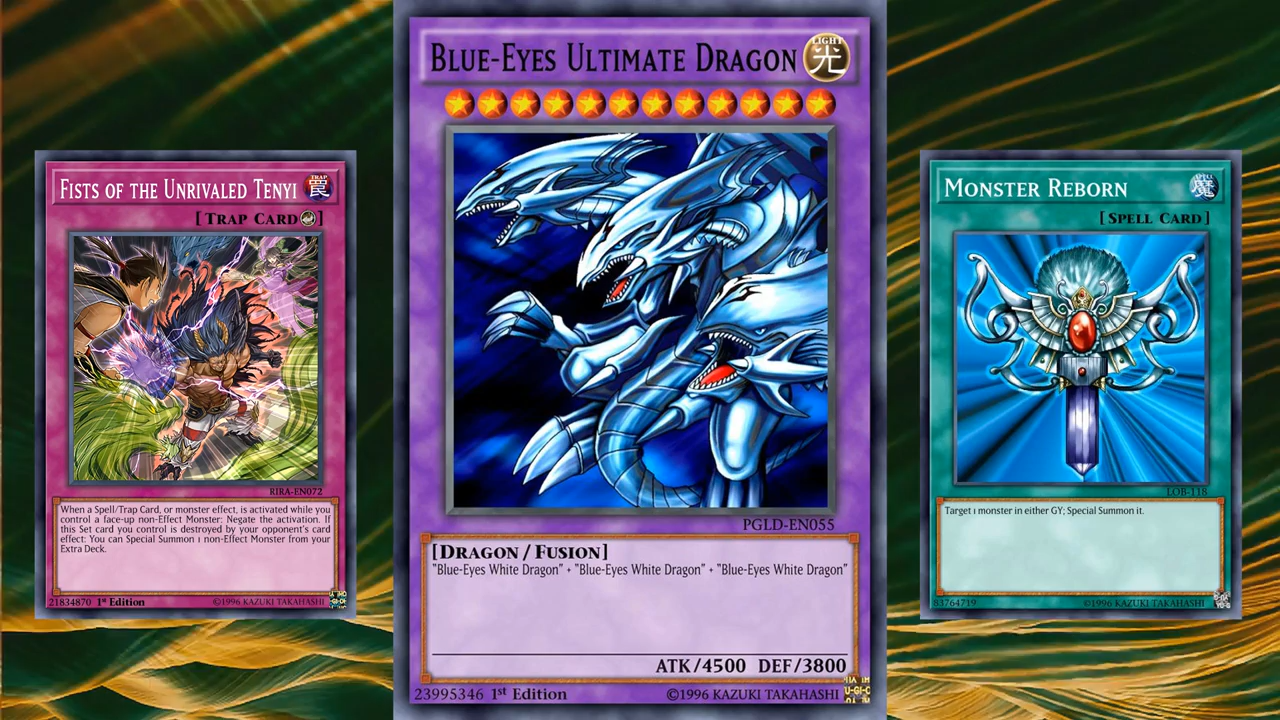 FISTS OF THE UNRIVALED TENYI
TRAP
罠
[TRAP CARD]
RIRA-EN072
When a Spell/Trap Card, or monster effect, is activated while you
control a face-up non-Effect Monster: Negate the activation. If
this Set card you control is destroyed by your opponent's card
effect: You can Special Summon 1 non-Effect Monster from your
Extra Deck.
21834870 1st Edition
©1996 KAZUKI TAKAHASHI
BLUE-EYES ULTIMATE DRAGON
LIGHT
光
PGLD-EN055
[DRAGON / FUSION]
"Blue-Eyes White Dragon" + "Blue-Eyes White Dragon" + "Blue-Eyes White Dragon"
ATK/4500 DEF/3800
23995346 1st Edition
©1996 KAZUKI TAKAHASHI
MONSTER REBORN
SPELL
魔
[SPELL CARD]
LOB-118
Target 1 monster in either GY; Special Summon it.
83764719
©1996 KAZUKI TAKAHASHI